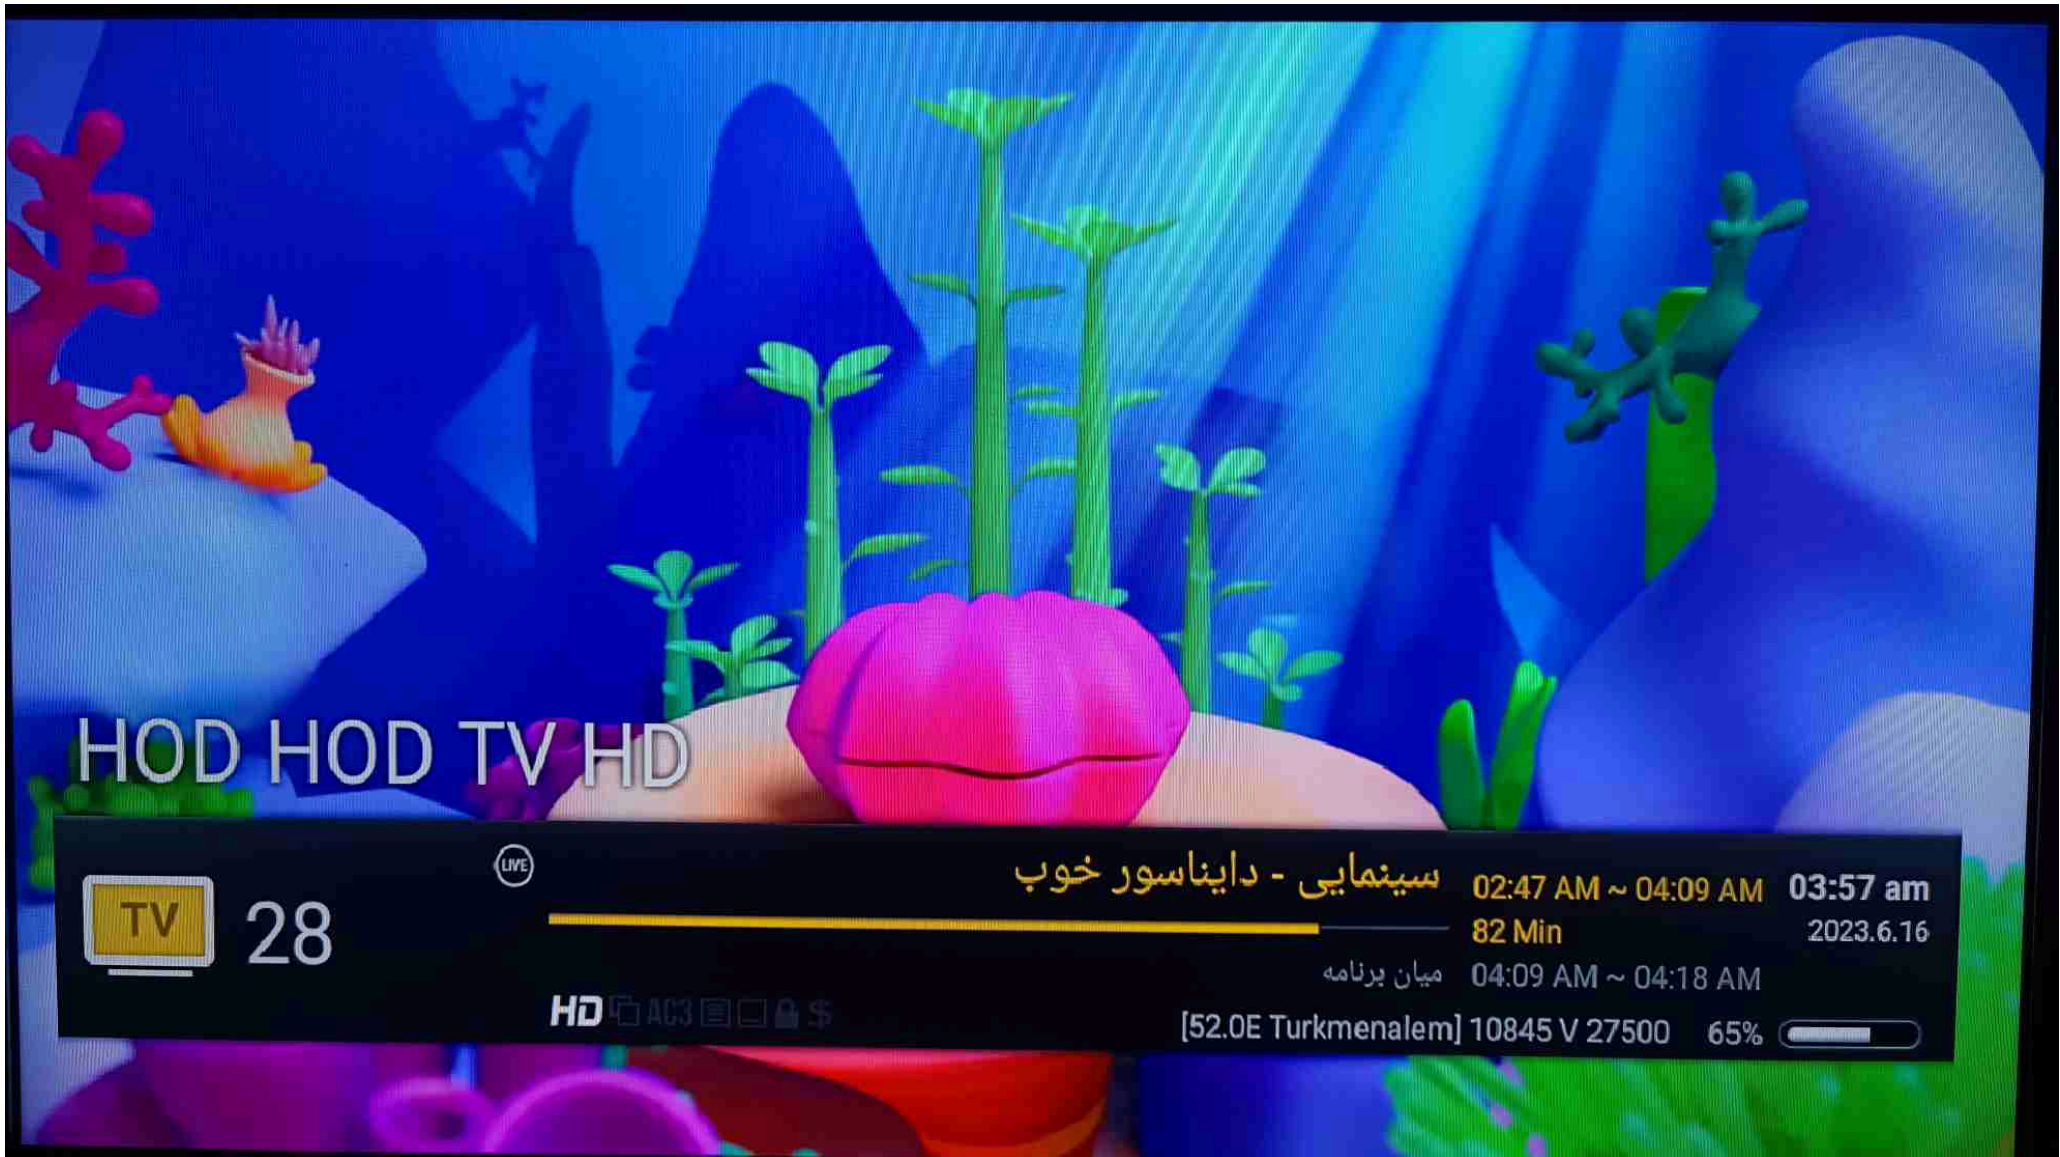 HOD HOD TV HD
LIVE
سینمایی - دایناسور خوب
02:47 AM ~ 04:09 AM
03:57 am
TV
28
82 Min
2023.6.16
میان برنامه
04:09 AM ~ 04:18 AM
HD AC3 $
[52.0E Turkmenalem] 10845 V 27500 65%